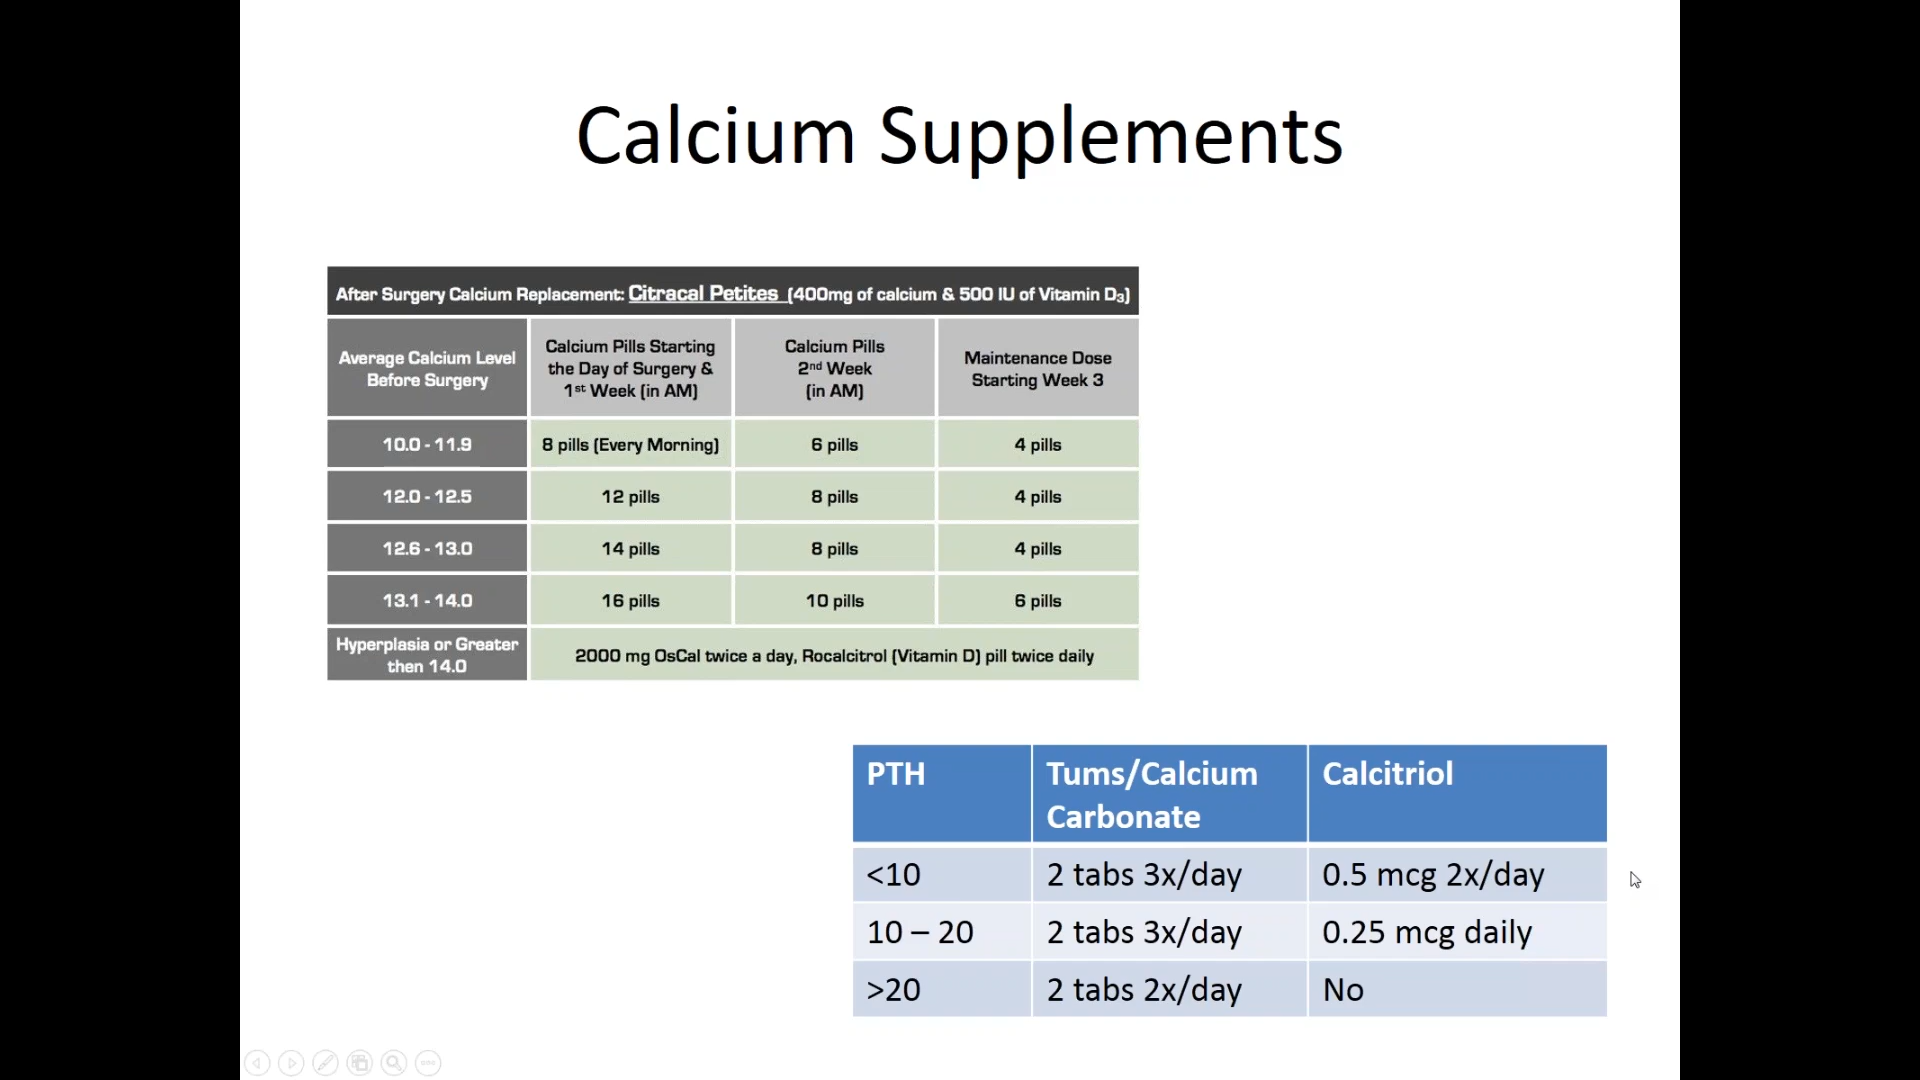 Calcium Supplements
After Surgery Calcium Replacement: Citracal Petites (400mg of calcium & 500 IU of Vitamin D₃)
Average Calcium Level
Before Surgery
Calcium Pills Starting
the Day of Surgery &
1st Week (in AM)
Calcium Pills
2nd Week
(in AM)
Maintenance Dose
Starting Week 3
10.0 - 11.9
8 pills (Every Morning)
6 pills
4 pills
12.0 - 12.5
12 pills
8 pills
4 pills
12.6 - 13.0
14 pills
8 pills
4 pills
13.1 - 14.0
16 pills
10 pills
6 pills
Hyperplasia or Greater
then 14.0
2000 mg OsCal twice a day, Rocalcitrol (Vitamin D) pill twice daily
PTH
Tums/Calcium
Carbonate
Calcitriol
<10
2 tabs 3x/day
0.5 mcg 2x/day
10 – 20
2 tabs 3x/day
0.25 mcg daily
>20
2 tabs 2x/day
No